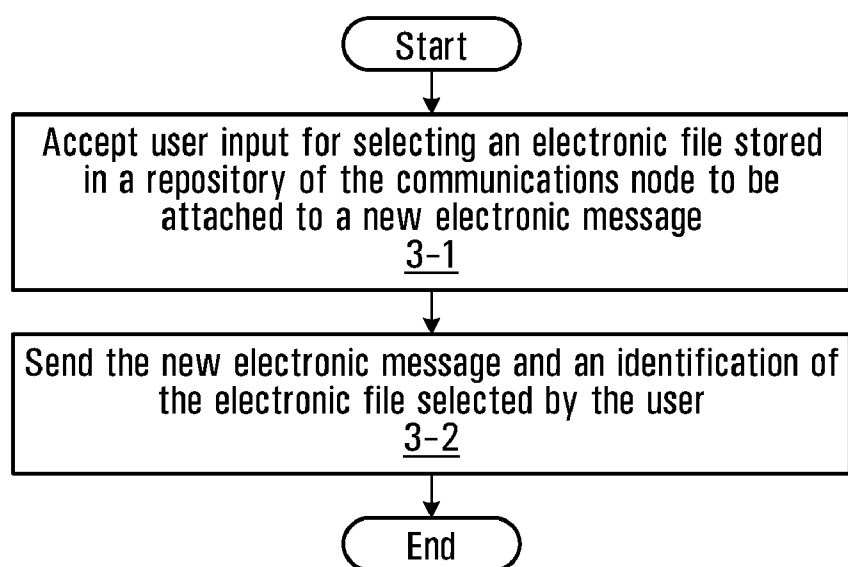 Start
Accept user input for selecting an electronic file stored
in a repository of the communications node to be
attached to a new electronic message
3-1
Send the new electronic message and an identification of
the electronic file selected by the user
3-2
End